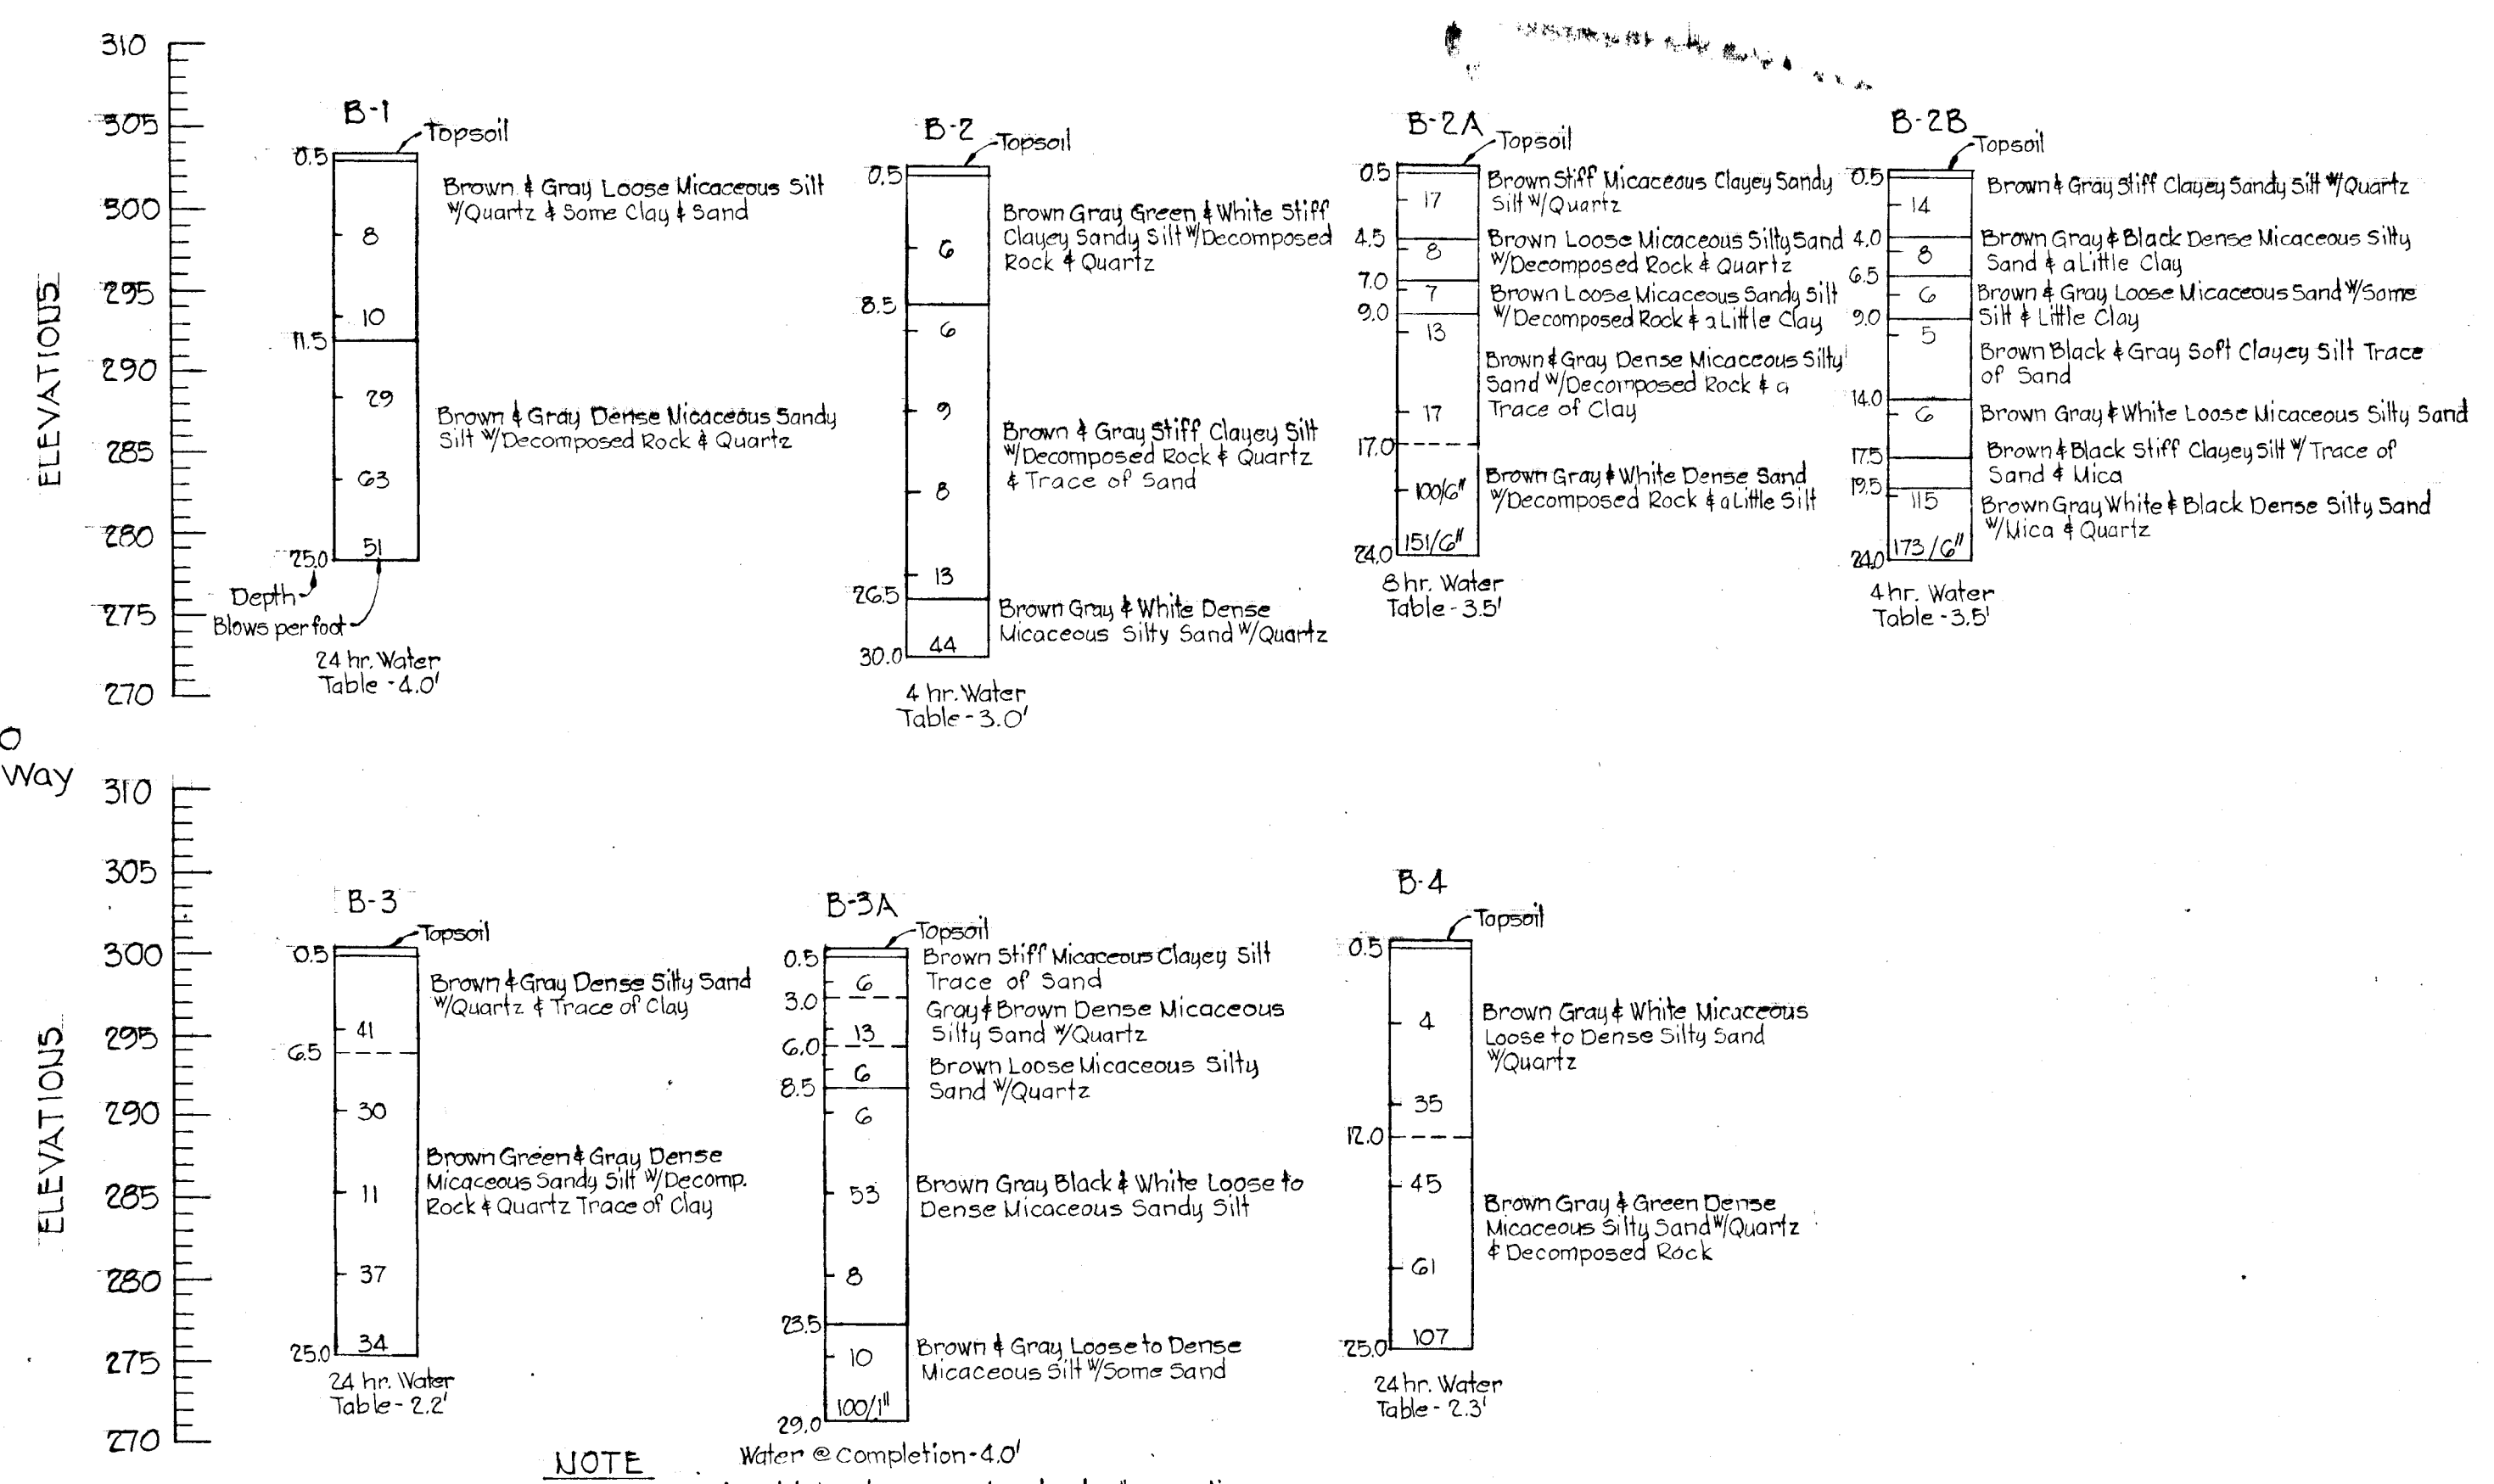 310
305
300
295
290
285
280
275
270
ELEVATIONS
B-1
Topsoil
0.5
Brown & Gray Loose Micaceous Silt
W/Quartz & Some Clay & Sand
8
10
11.5
29
Brown & Gray Dense Micaceous Sandy
Silt W/Decomposed Rock & Quartz
63
51
25.0
Depth
Blows per foot
24 hr. Water
Table - 4.0'
B-2
Topsoil
0.5
Brown Gray Green & White Stiff
Clayey Sandy Silt W/Decomposed
Rock & Quartz
6
8.5
6
9
Brown & Gray Stiff Clayey Silt
W/Decomposed Rock & Quartz
& Trace of Sand
8
13
26.5
Brown Gray & White Dense
Micaceous Silty Sand W/Quartz
44
30.0
4 hr. Water
Table - 3.0'
B-2A
Topsoil
0.5
Brown Stiff Micaceous Clayey Sandy
Silt W/Quartz
17
4.5
Brown Loose Micaceous Silty Sand
W/Decomposed Rock & Quartz
8
7.0
Brown Loose Micaceous Sandy Silt
W/Decomposed Rock & a Little Clay
7
9.0
13
Brown & Gray Dense Micaceous Silty
Sand W/Decomposed Rock & a
Trace of Clay
17
17.0
Brown Gray & White Dense Sand
W/Decomposed Rock & a Little Silt
100/6"
151/6"
24.0
8 hr. Water
Table - 3.5'
B-2B
Topsoil
0.5
Brown & Gray Stiff Clayey Sandy Silt W/Quartz
14
4.0
Brown Gray & Black Dense Micaceous Silty
Sand & a Little Clay
8
6.5
Brown & Gray Loose Micaceous Sand W/Some
Silt & Little Clay
6
9.0
5
Brown Black & Gray Soft Clayey Silt Trace
of Sand
14.0
6
Brown Gray & White Loose Micaceous Silty Sand
17.5
Brown & Black Stiff Clayey Silt W/ Trace of
Sand & Mica
19.5
115
Brown Gray White & Black Dense Silty Sand
W/Mica & Quartz
173/6"
24.0
4 hr. Water
Table - 3.5'
Way
310
305
300
295
290
285
280
275
270
ELEVATIONS
B-3
Topsoil
0.5
Brown & Gray Dense Silty Sand
W/Quartz & Trace of Clay
41
6.5
30
Brown Green & Gray Dense
Micaceous Sandy Silt W/Decomp.
Rock & Quartz Trace of Clay
11
37
34
25.0
24 hr. Water
Table - 2.2'
B-3A
Topsoil
0.5
Brown Stiff Micaceous Clayey Silt
Trace of Sand
6
3.0
Gray & Brown Dense Micaceous
Silty Sand W/Quartz
13
6.0
Brown Loose Micaceous Silty
Sand W/Quartz
6
8.5
6
53
Brown Gray Black & White Loose to
Dense Micaceous Sandy Silt
8
23.5
Brown & Gray Loose to Dense
Micaceous Silt W/Some Sand
10
100/1"
29.0
Water @ Completion - 4.0'
B-4
Topsoil
0.5
Brown Gray & White Micaceous
Loose to Dense Silty Sand
W/Quartz
4
35
12.0
45
Brown Gray & Green Dense
Micaceous Silty Sand W/Quartz
& Decomposed Rock
61
107
25.0
24 hr. Water
Table - 2.3'
NOTE